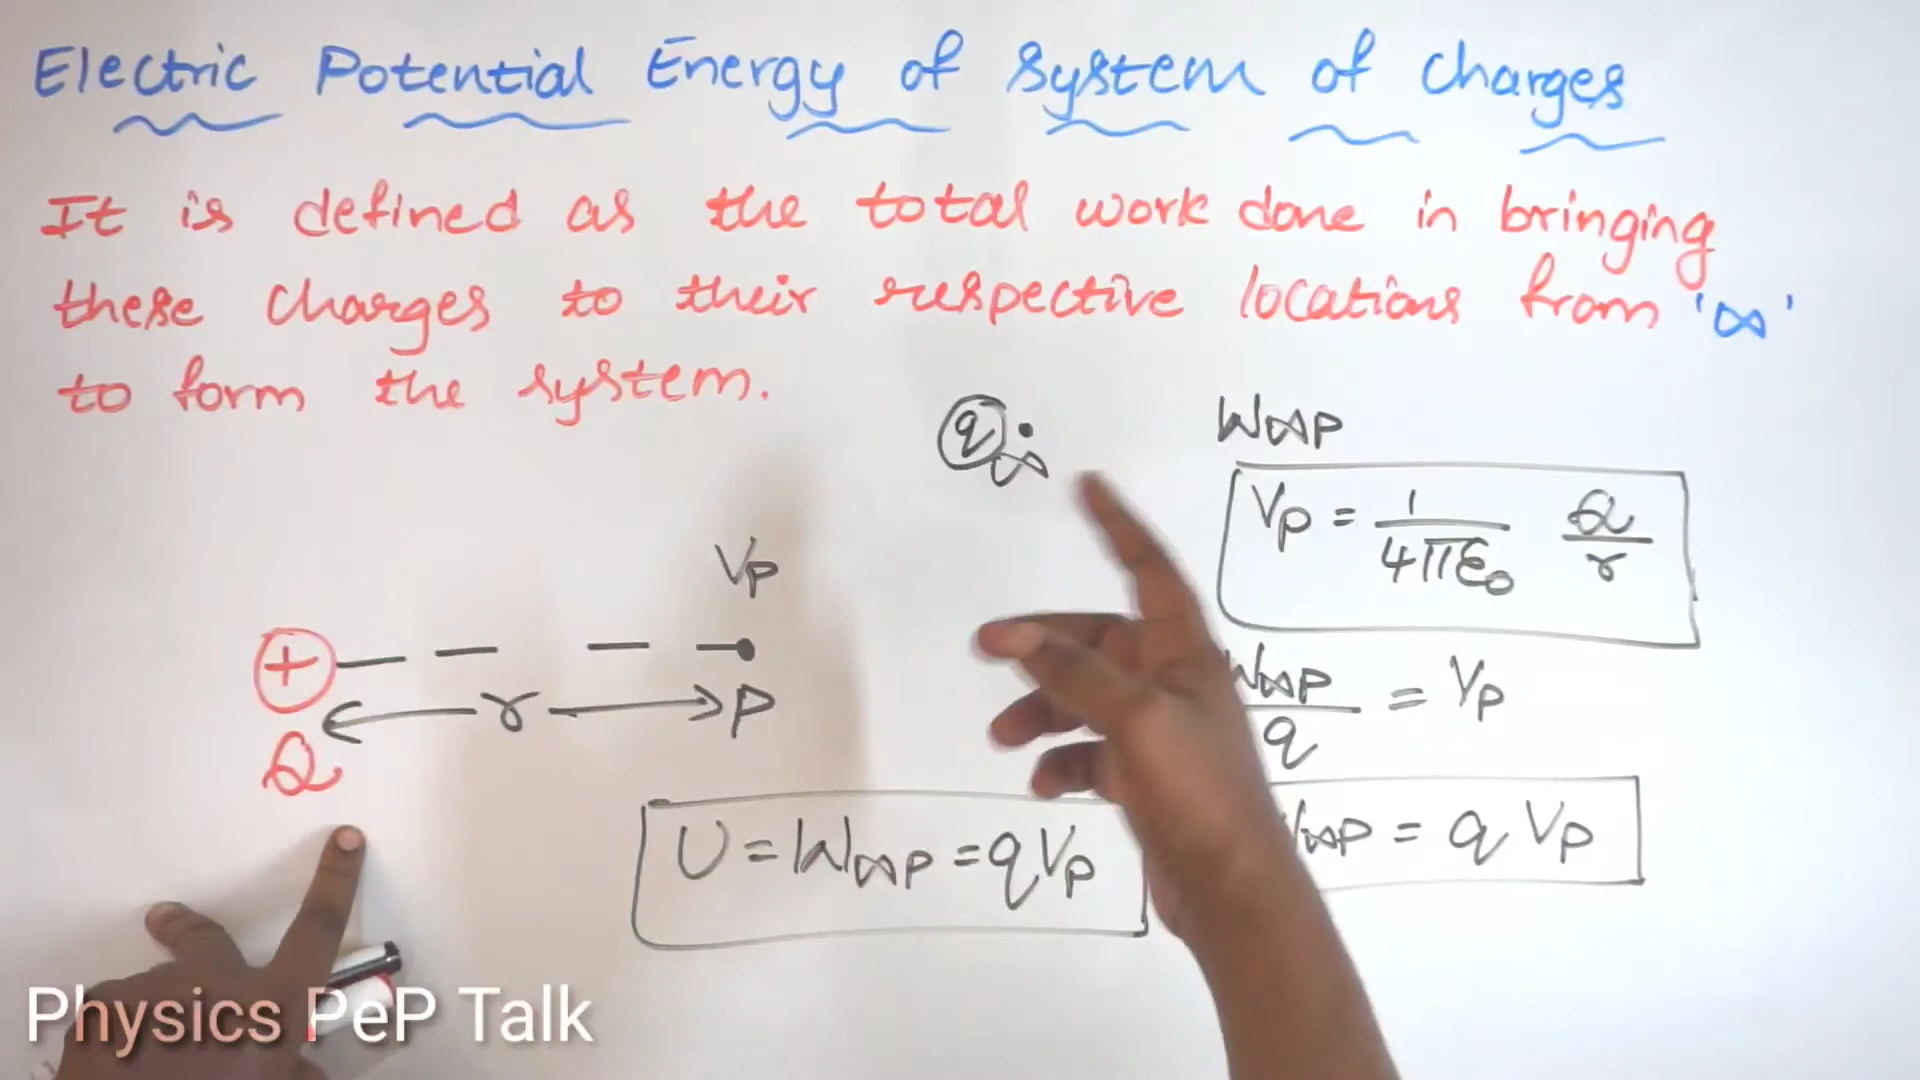 Electric Potential Energy of system of charges
It is defined as the total work done in bringing
these charges to their respective locations from '∞'
to form the system.
q
∞
W∞P
VP = 1/4πε0 Q/r
VP
+
r
P
Q
W∞P/q = VP
U = W∞P = qVP
W∞P = q VP
Physics PeP Talk